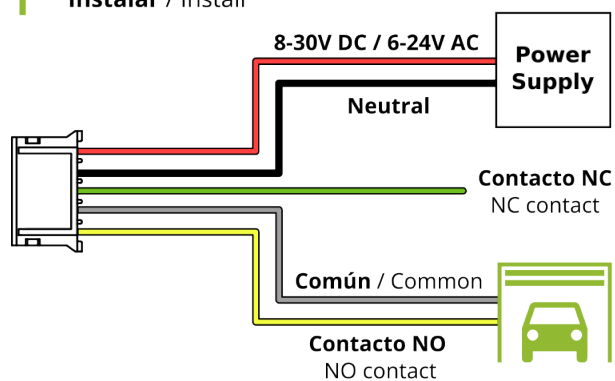 Instalar / Install
8-30V DC / 6-24V AC
Power
Supply
Neutral
Contacto NC
NC contact
Común / Common
Contacto NO
NO contact